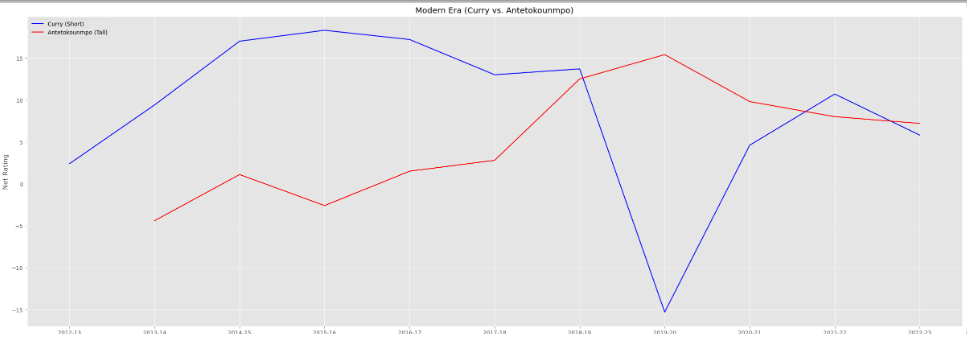 Modern Era (Curry vs. Antetokounmpo)
Curry (Short)
Antetokounmpo (Tall)
15
10
5
0
−5
−10
−15
Net Rating
2012-13 2013-14 2014-15 2015-16 2016-17 2017-18 2018-19 2019-20 2020-21 2021-22 2022-23